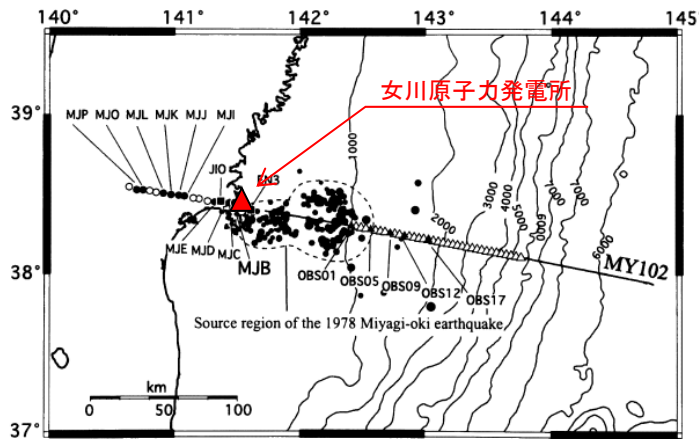 140° 141° 142° 143° 144° 145
39°
38°
37°
女川原子力発電所
MJP MJO MJL MJK MJJ MJI
JIO
EN3
MJE MJD MJC
MJB
OBS01 OBS05 OBS09 OBS12 OBS17
MY102
1000
2000
3000
4000
5000
6000
7000
7000
6000
Source region of the 1978 Miyagi-oki earthquake
km
0 50 100